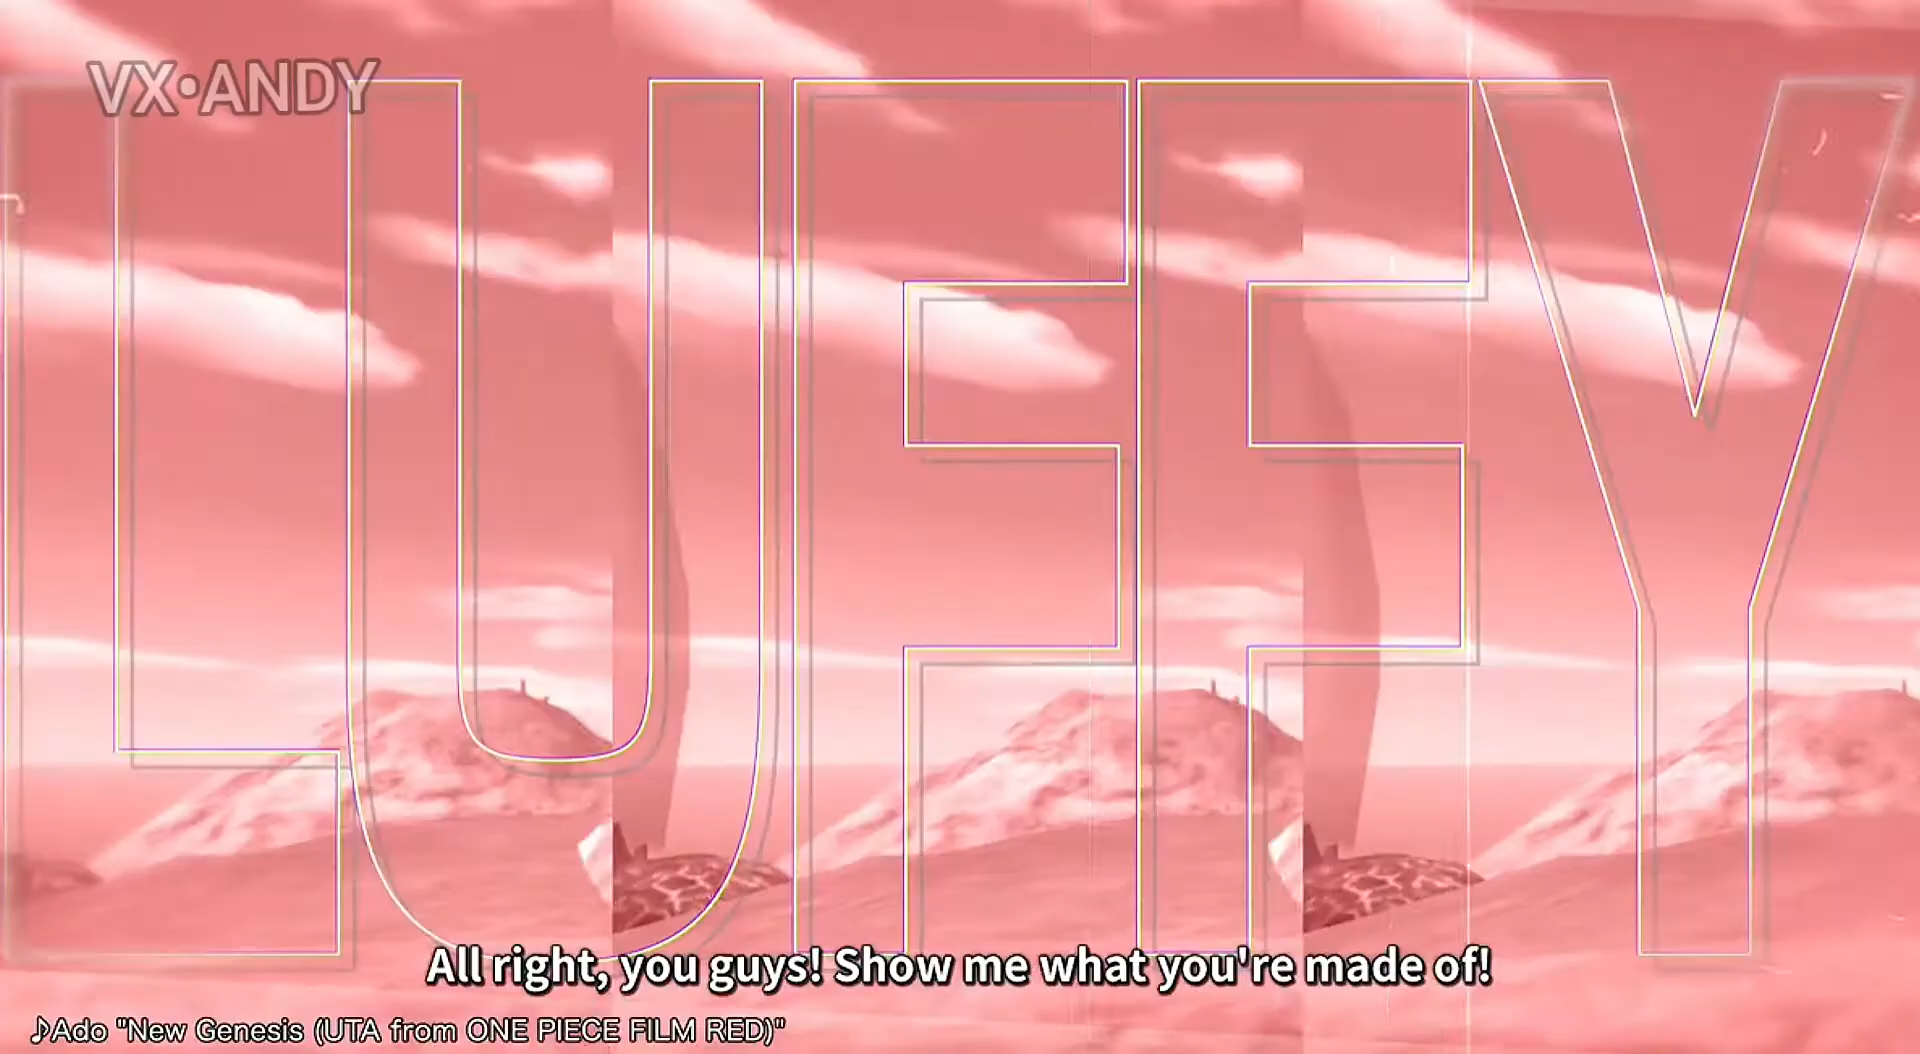 VX•ANDY
LUFFY
All right, you guys! Show me what you're made of!
♪Ado "New Genesis (UTA from ONE PIECE FILM RED)"